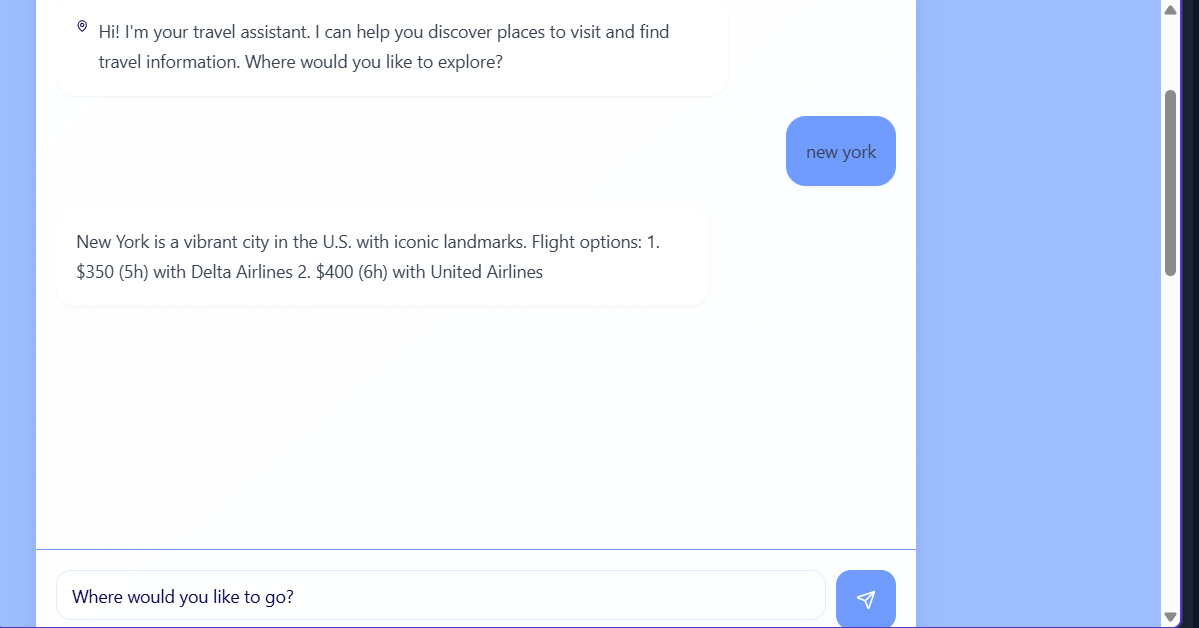 Hi! I'm your travel assistant. I can help you discover places to visit and find
travel information. Where would you like to explore?
new york
New York is a vibrant city in the U.S. with iconic landmarks. Flight options: 1.
$350 (5h) with Delta Airlines 2. $400 (6h) with United Airlines
Where would you like to go?